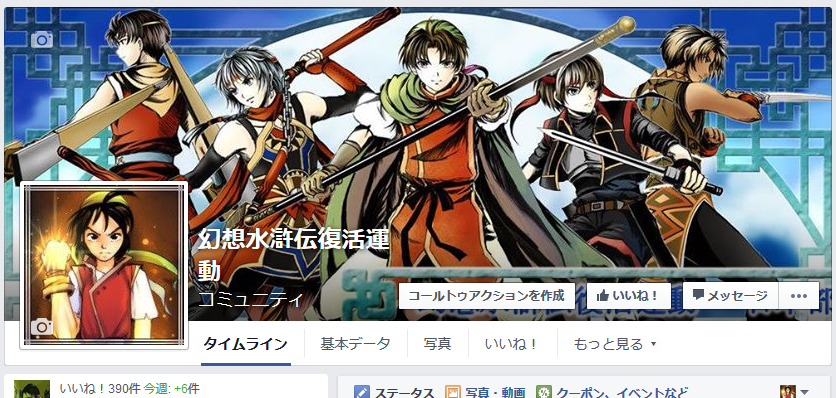 幻想水滸伝復活運
動
コミュニティ
コールトゥアクションを作成 いいね！ メッセージ
タイムライン 基本データ 写真 いいね！ もっと見る
いいね！390件 今週: +6件
ステータス 写真・動画 クーポン、イベントなど